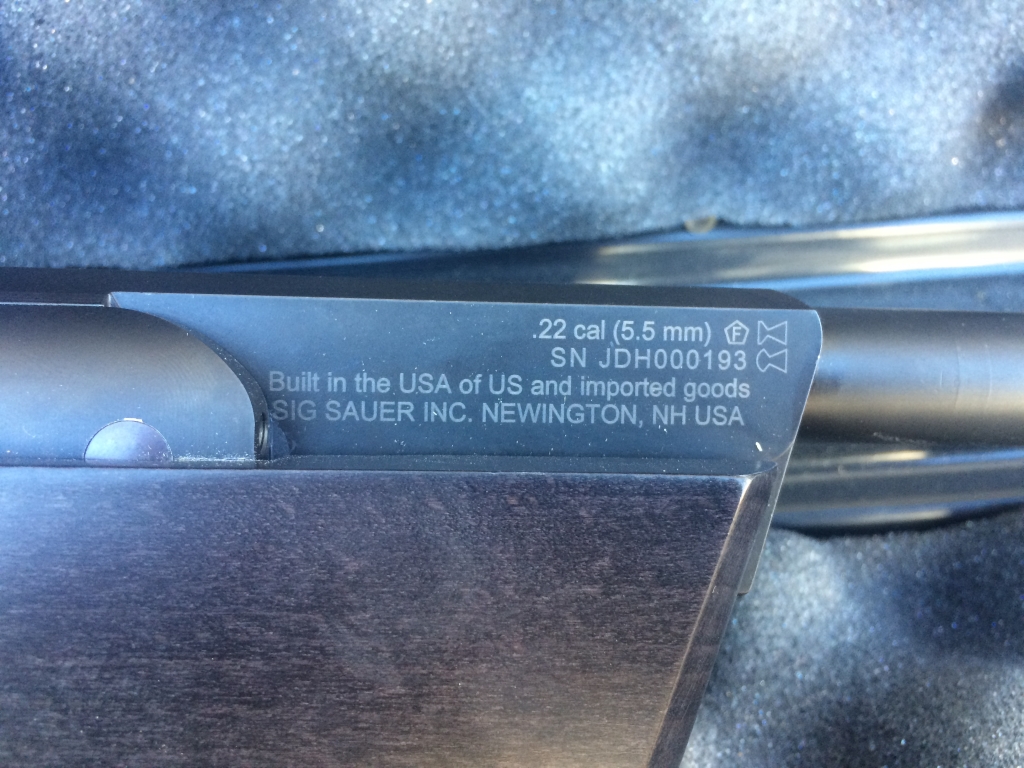 .22 cal (5.5 mm) F
SN JDH000193
Built in the USA of US and imported goods
SIG SAUER INC. NEWINGTON, NH USA